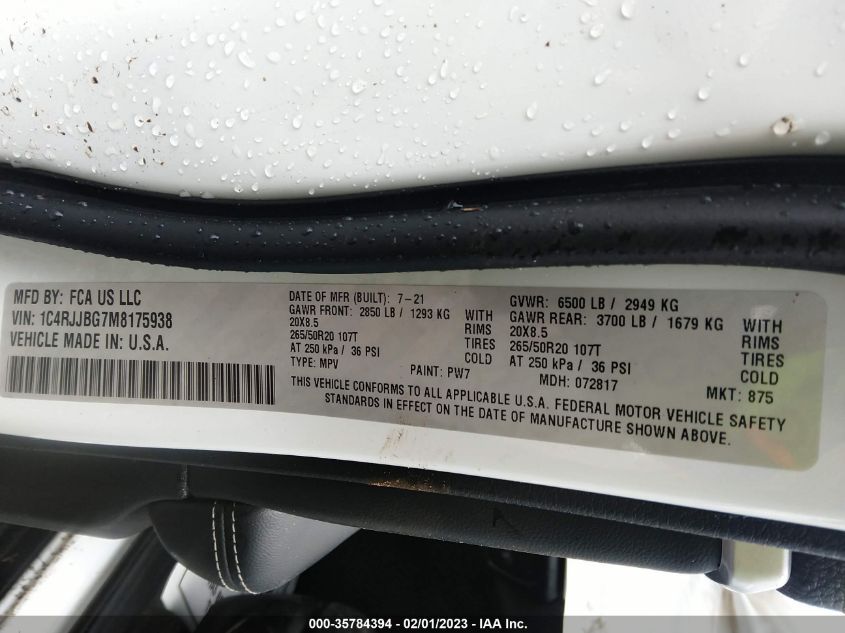 MFD BY: FCA US LLC
VIN: 1C4RJJBG7M8175938
VEHICLE MADE IN: U.S.A.
DATE OF MFR (BUILT): 7-21
GAWR FRONT: 2850 LB / 1293 KG WITH
20X8.5 RIMS
265/50R20 107T TIRES
AT 250 kPa / 36 PSI COLD
TYPE: MPV PAINT: PW7
GVWR: 6500 LB / 2949 KG
GAWR REAR: 3700 LB / 1679 KG WITH
20X8.5 RIMS
265/50R20 107T TIRES
AT 250 kPa / 36 PSI COLD
MDH: 072817 MKT: 875
THIS VEHICLE CONFORMS TO ALL APPLICABLE U.S.A. FEDERAL MOTOR VEHICLE SAFETY
STANDARDS IN EFFECT ON THE DATE OF MANUFACTURE SHOWN ABOVE.
000-35784394 - 02/01/2023 - IAA Inc.